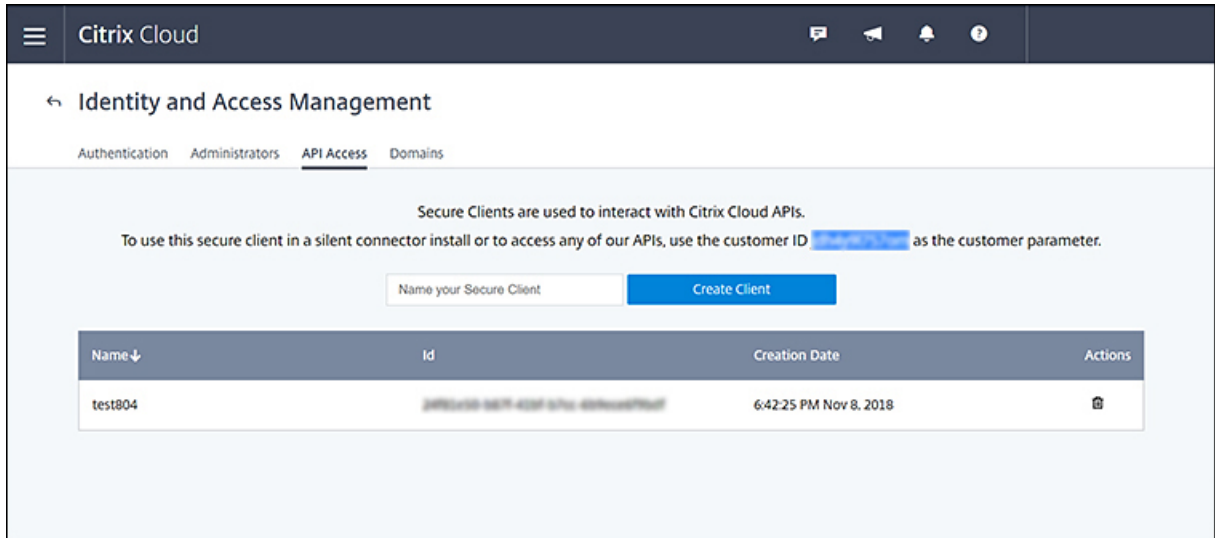 Citrix Cloud
Identity and Access Management
Authentication Administrators API Access Domains
Secure Clients are used to interact with Citrix Cloud APIs.
To use this secure client in a silent connector install or to access any of our APIs, use the customer ID as the customer parameter.
Name your Secure Client Create Client
Name Id Creation Date Actions
test804 6:42:25 PM Nov 8, 2018